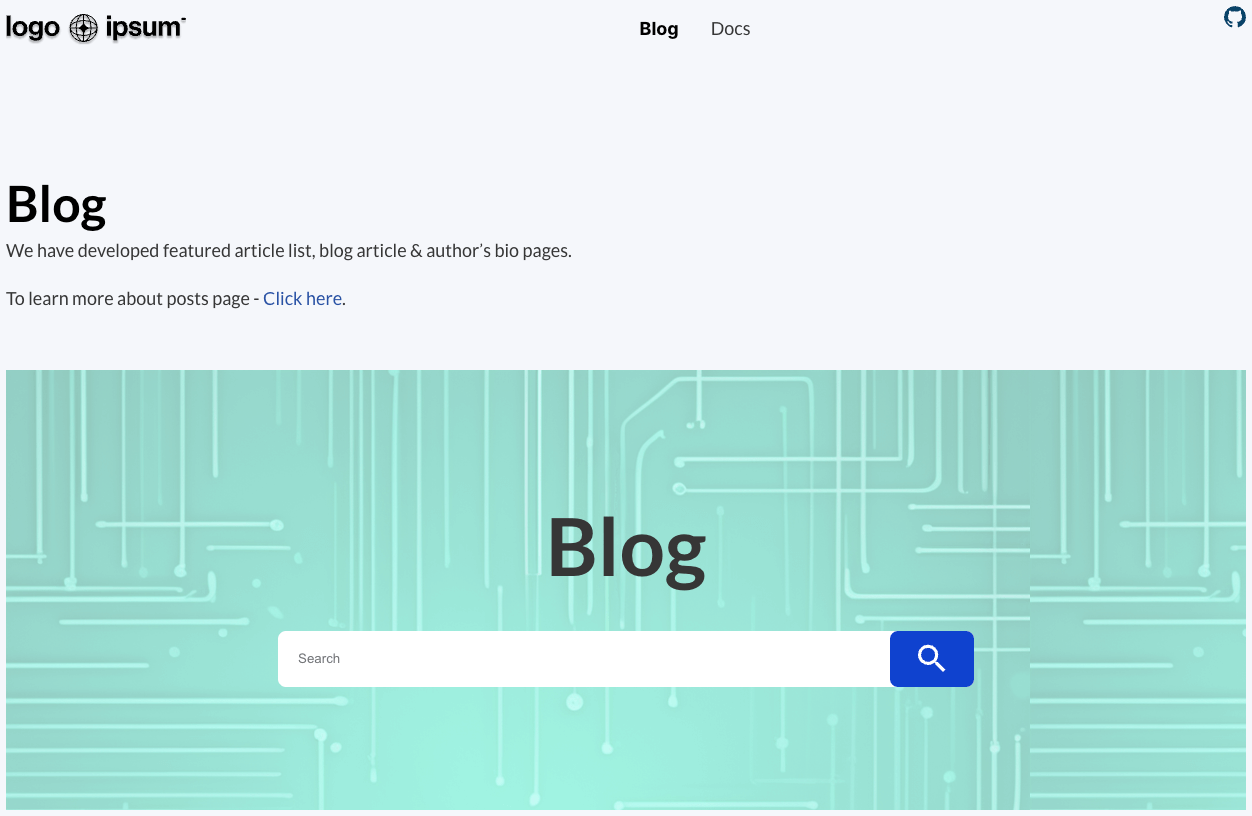 logo ipsum
Blog
Docs
Blog
We have developed featured article list, blog article & author’s bio pages.
To learn more about posts page - Click here.
Blog
Search